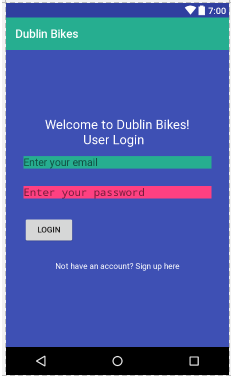 7:00
Dublin Bikes
Welcome to Dublin Bikes!
User Login
Enter your email
Enter your password
LOGIN
Not have an account? Sign up here